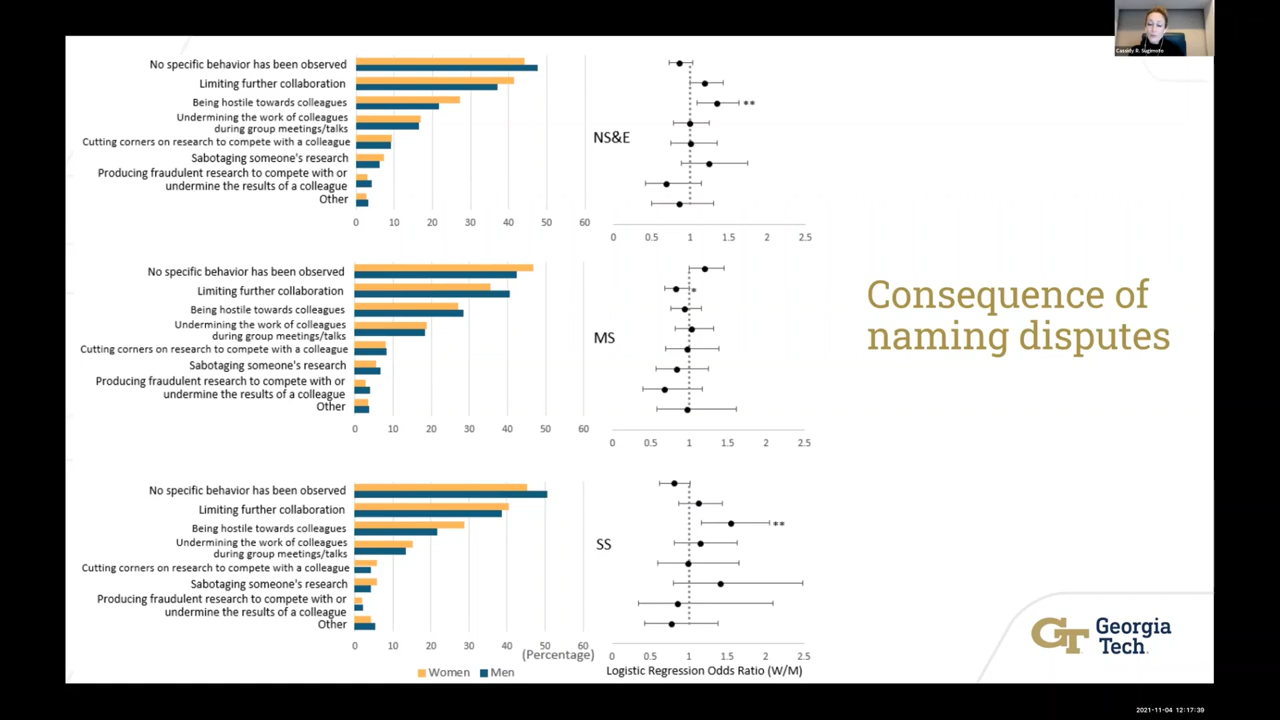 Cassidy R. Sugimoto
No specific behavior has been observed
Limiting further collaboration
Being hostile towards colleagues
Undermining the work of colleagues
during group meetings/talks
Cutting corners on research to compete with a colleague
Sabotaging someone's research
Producing fraudulent research to compete with or
undermine the results of a colleague
Other
0 10 20 30 40 50 60
NS&E
**
0 0.5 1 1.5 2 2.5
No specific behavior has been observed
Limiting further collaboration
Being hostile towards colleagues
Undermining the work of colleagues
during group meetings/talks
Cutting corners on research to compete with a colleague
Sabotaging someone's research
Producing fraudulent research to compete with or
undermine the results of a colleague
Other
0 10 20 30 40 50 60
MS
*
0 0.5 1 1.5 2 2.5
No specific behavior has been observed
Limiting further collaboration
Being hostile towards colleagues
Undermining the work of colleagues
during group meetings/talks
Cutting corners on research to compete with a colleague
Sabotaging someone's research
Producing fraudulent research to compete with or
undermine the results of a colleague
Other
0 10 20 30 40 50 60
(Percentage)
Women Men
SS
**
0 0.5 1 1.5 2 2.5
Logistic Regression Odds Ratio (W/M)
Consequence of
naming disputes
GT
Georgia
Tech
2021-11-04 12:17:39